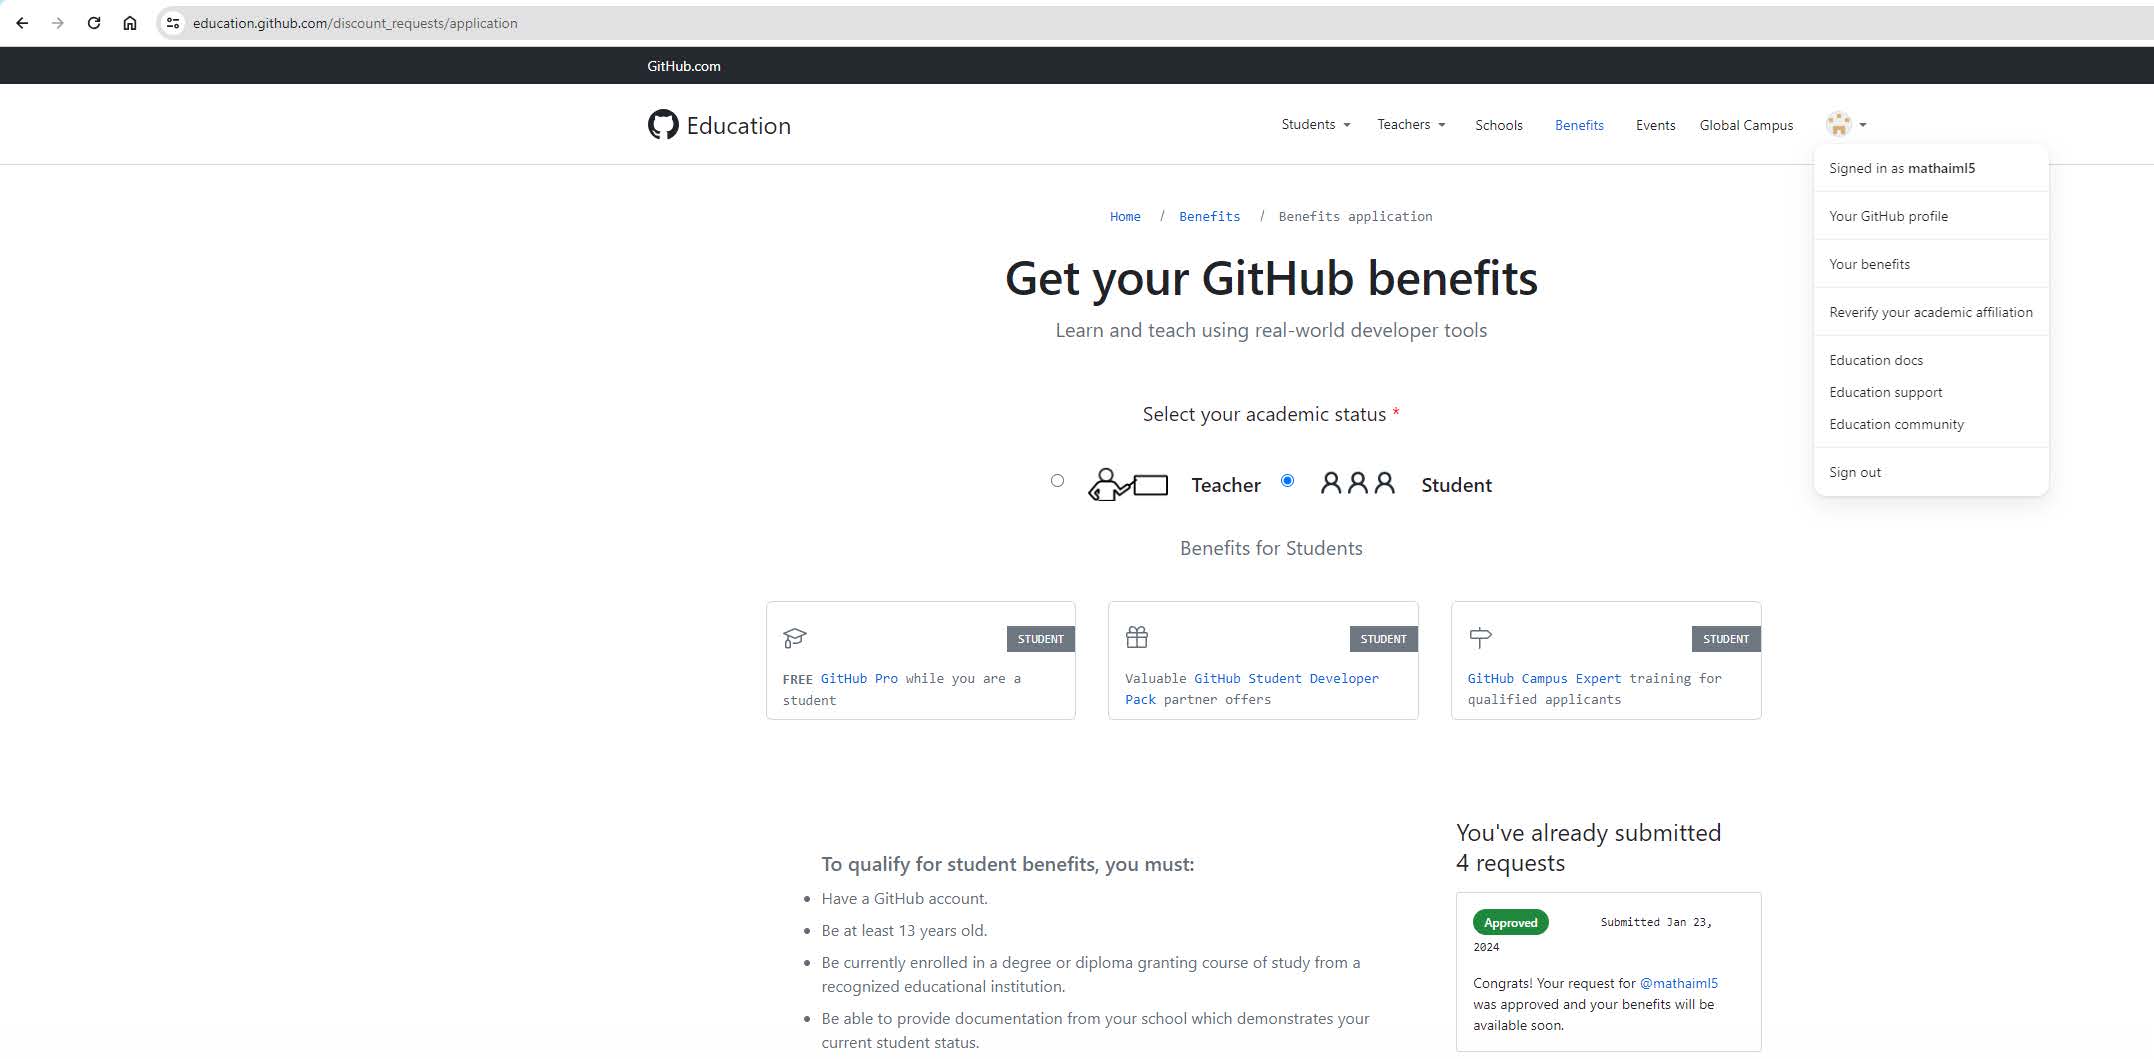 education.github.com/discount_requests/application
GitHub.com
Education
Students
Teachers
Schools
Benefits
Events
Global Campus
Signed in as mathaiml5
Your GitHub profile
Your benefits
Reverify your academic affiliation
Education docs
Education support
Education community
Sign out
Home / Benefits / Benefits application
Get your GitHub benefits
Learn and teach using real-world developer tools
Select your academic status *
Teacher
Student
Benefits for Students
STUDENT
FREE GitHub Pro while you are a
student
STUDENT
Valuable GitHub Student Developer
Pack partner offers
STUDENT
GitHub Campus Expert training for
qualified applicants
To qualify for student benefits, you must:
• Have a GitHub account.
• Be at least 13 years old.
• Be currently enrolled in a degree or diploma granting course of study from a
recognized educational institution.
• Be able to provide documentation from your school which demonstrates your
current student status.
You've already submitted
4 requests
Approved Submitted Jan 23,
2024
Congrats! Your request for @mathaiml5
was approved and your benefits will be
available soon.